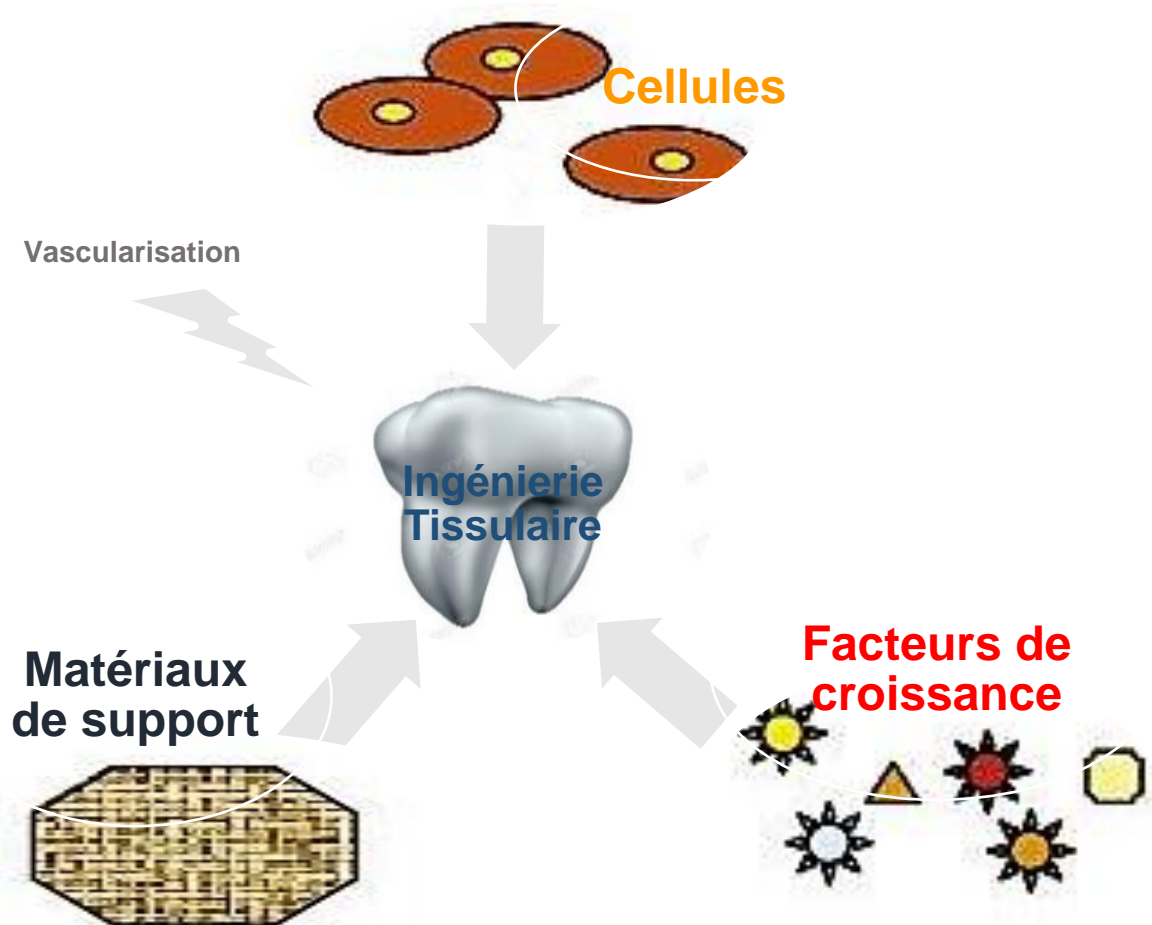 Cellules
Vascularisation
Ingénierie
Tissulaire
Matériaux
de support
Facteurs de
croissance